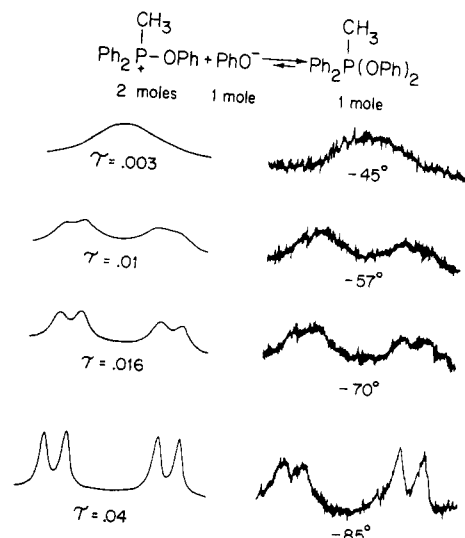 CH3
Ph2P–OPh + PhO− ⇌ Ph2P(OPh)2
+
CH3
2 moles 1 mole 1 mole
τ = .003 -45°
τ = .01 -57°
τ = .016 -70°
τ = .04 -85°